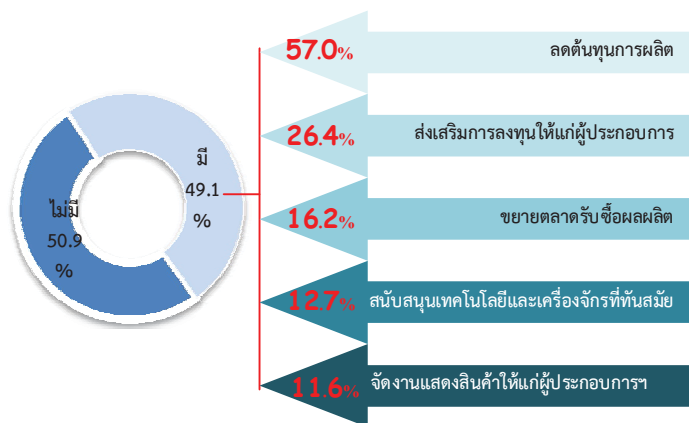 57.0%
ลดต้นทุนการผลิต
26.4%
ส่งเสริมการลงทุนให้แก่ผู้ประกอบการ
มี
49.1
%
ไม่มี
50.9
%
16.2%
ขยายตลาดรับซื้อผลผลิต
12.7%
สนับสนุนเทคโนโลยีและเครื่องจักรที่ทันสมัย
11.6%
จัดงานแสดงสินค้าให้แก่ผู้ประกอบการฯ